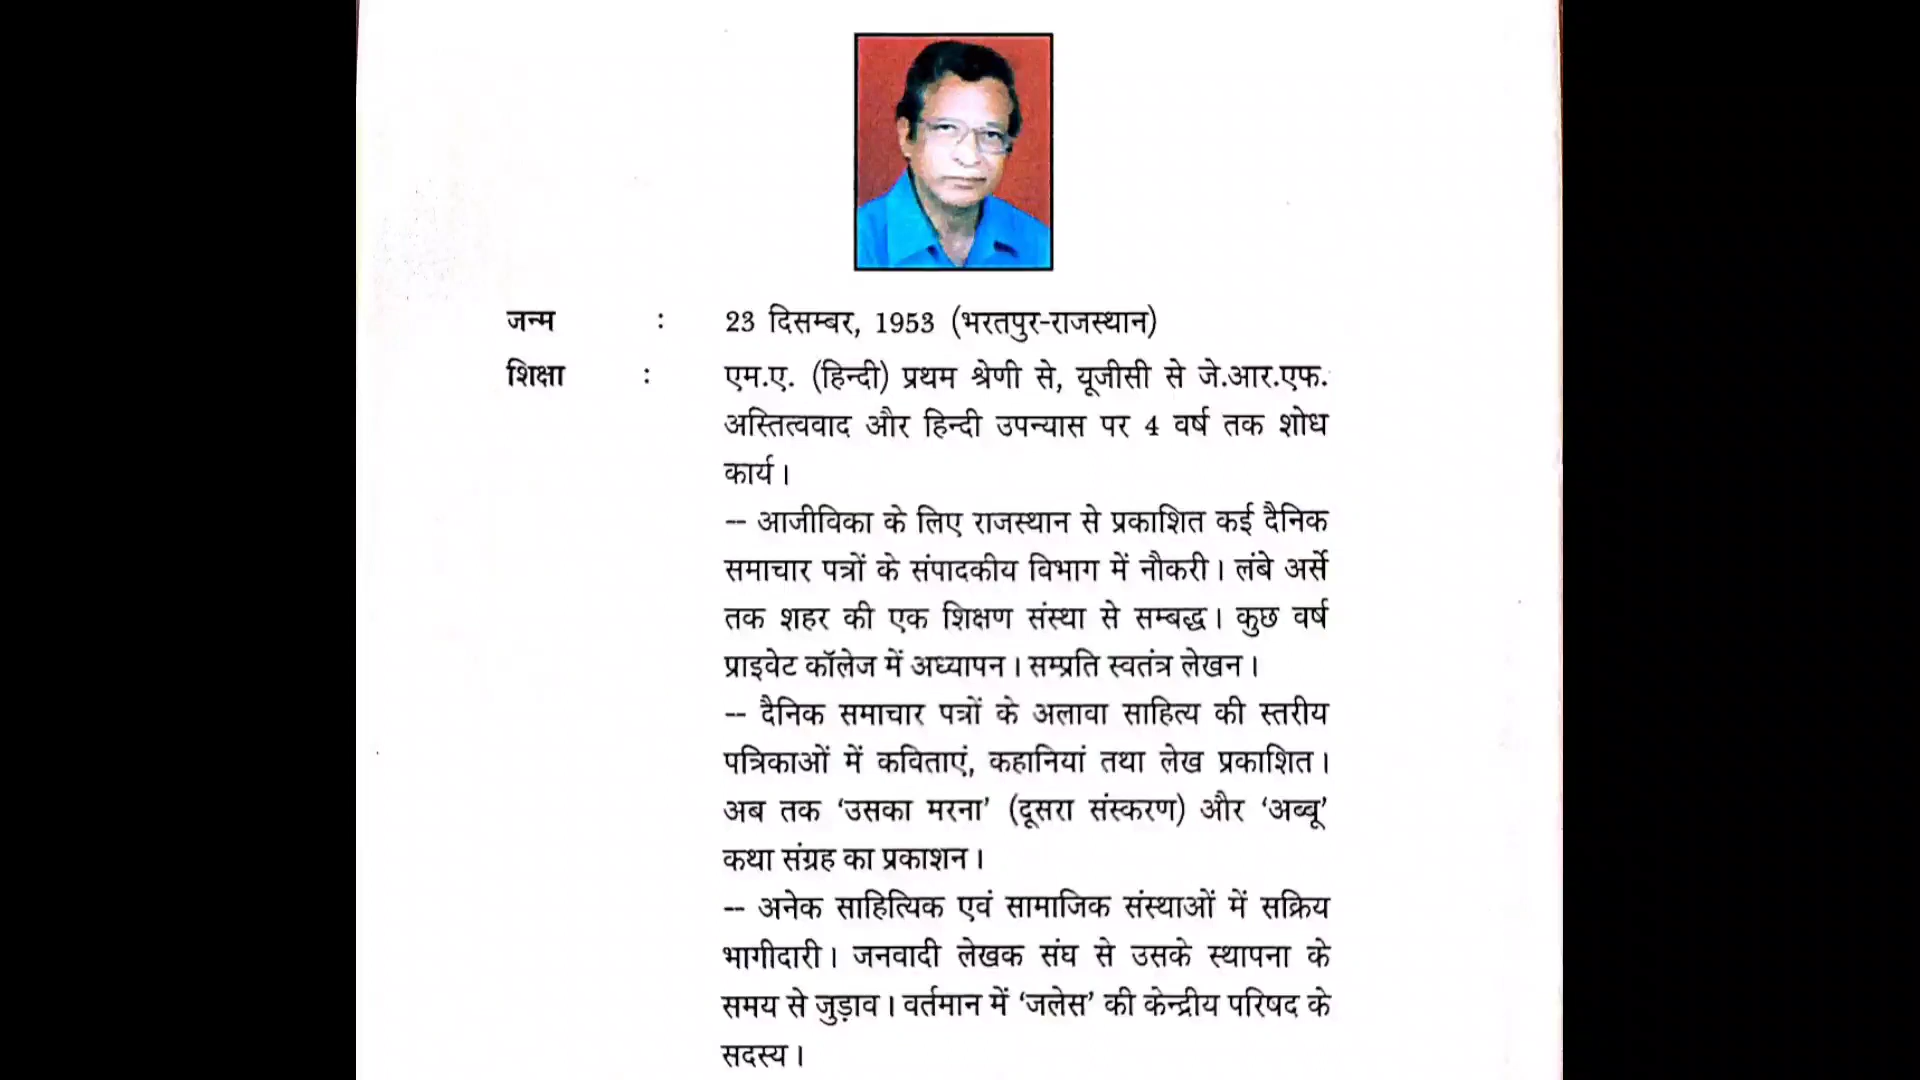 जन्म : 23 दिसम्बर, 1953 (भरतपुर-राजस्थान)
शिक्षा : एम.ए. (हिन्दी) प्रथम श्रेणी से, यूजीसी से जे.आर.एफ.
अस्तित्ववाद और हिन्दी उपन्यास पर 4 वर्ष तक शोध
कार्य।
-- आजीविका के लिए राजस्थान से प्रकाशित कई दैनिक
समाचार पत्रों के संपादकीय विभाग में नौकरी। लंबे अर्से
तक शहर की एक शिक्षण संस्था से सम्बद्ध। कुछ वर्ष
प्राइवेट कॉलेज में अध्यापन। सम्प्रति स्वतंत्र लेखन।
-- दैनिक समाचार पत्रों के अलावा साहित्य की स्तरीय
पत्रिकाओं में कविताएं, कहानियां तथा लेख प्रकाशित।
अब तक ‘उसका मरना’ (दूसरा संस्करण) और ‘अब्बू’
कथा संग्रह का प्रकाशन।
-- अनेक साहित्यिक एवं सामाजिक संस्थाओं में सक्रिय
भागीदारी। जनवादी लेखक संघ से उसके स्थापना के
समय से जुड़ाव। वर्तमान में ‘जलेस’ की केन्द्रीय परिषद के
सदस्य।